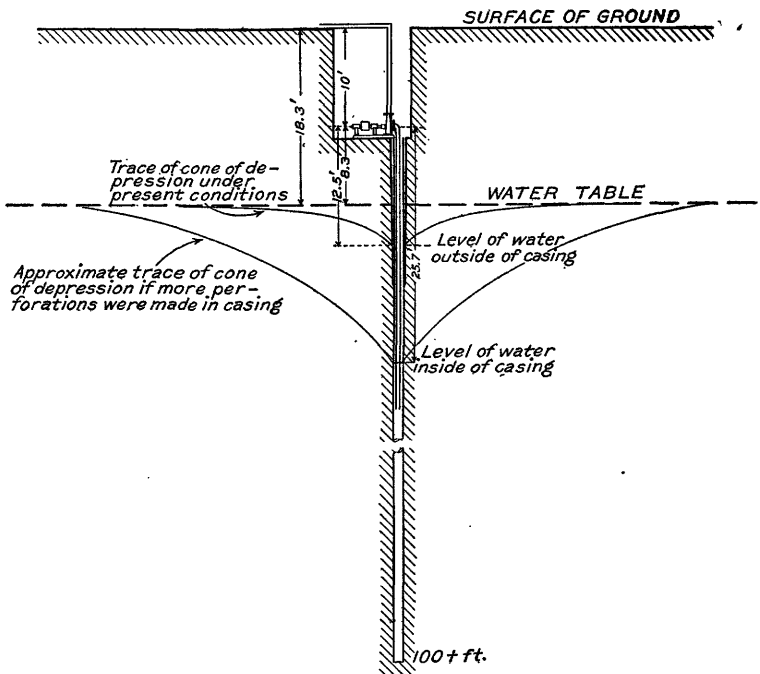 SURFACE OF GROUND
10'
18.3'
8.3
12.5'
Trace of cone of de-
pression under
present conditions
WATER TABLE
Level of water
outside of casing
25.7'
Approximate trace of cone
of depression if more per-
forations were made in casing
Level of water
inside of casing
100+ft.